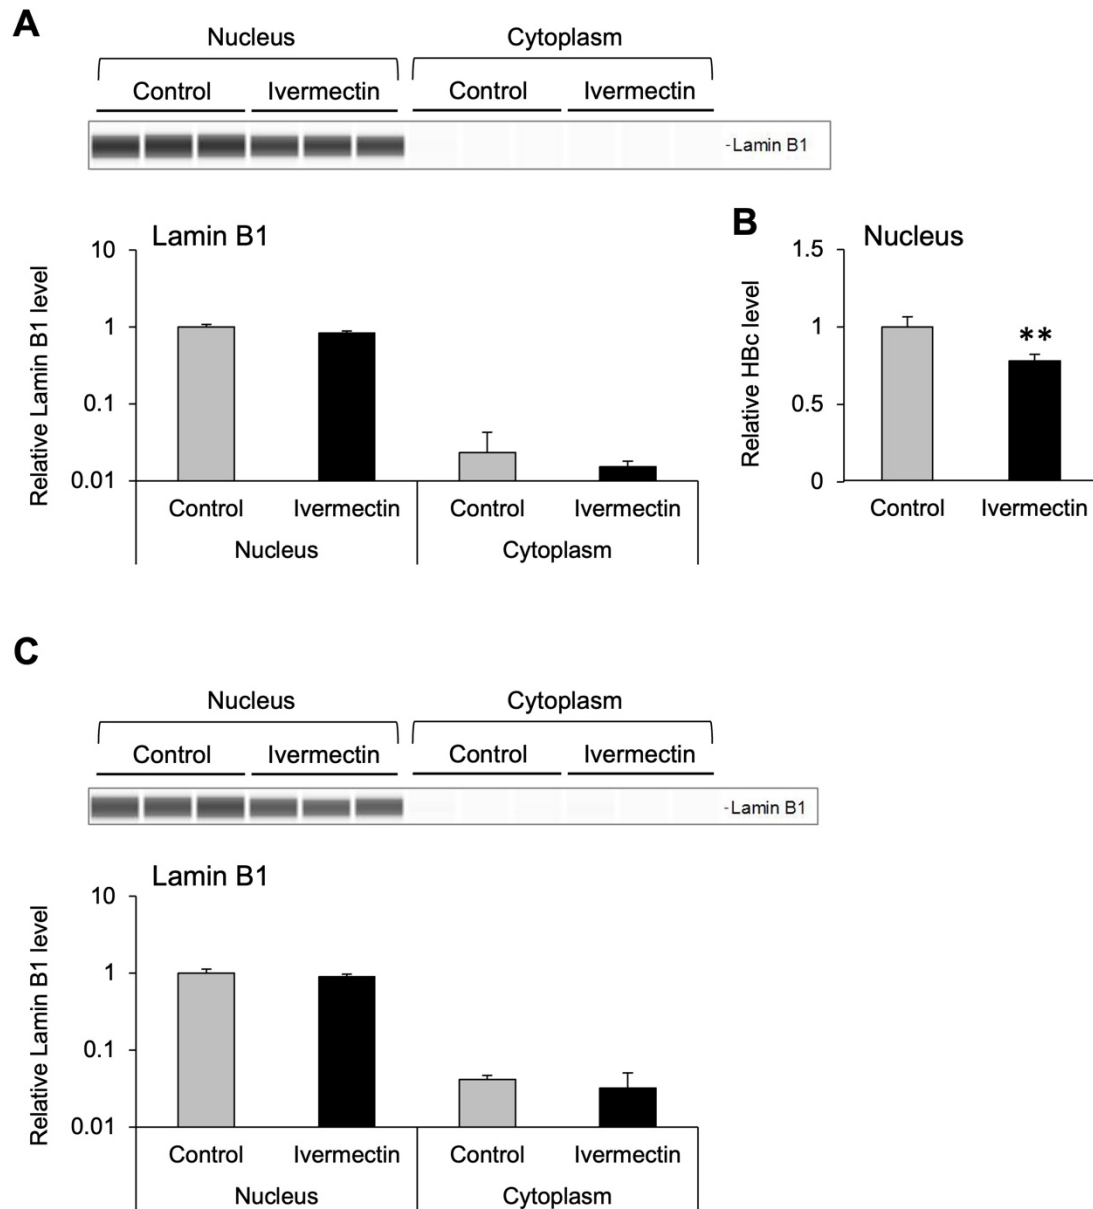 A
Nucleus Cytoplasm
Control Ivermectin Control Ivermectin
-Lamin B1
Lamin B1
Relative Lamin B1 level
10
1
0.1
0.01
Control Ivermectin Control Ivermectin
Nucleus Cytoplasm
B
Nucleus
Relative HBc level
1.5
1
0.5
0
**
Control Ivermectin
C
Nucleus Cytoplasm
Control Ivermectin Control Ivermectin
-Lamin B1
Lamin B1
Relative Lamin B1 level
10
1
0.1
0.01
Control Ivermectin Control Ivermectin
Nucleus Cytoplasm